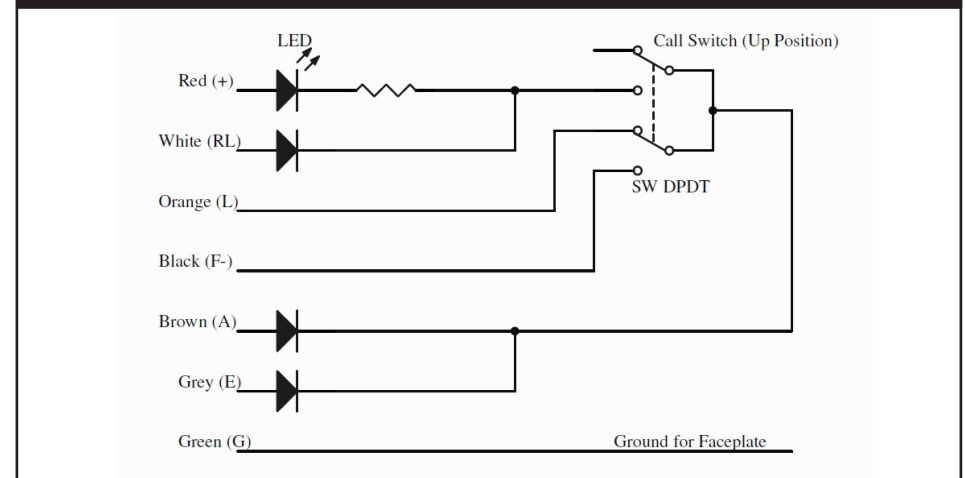 LED
Call Switch (Up Position)
Red (+)
White (RL)
SW DPDT
Orange (L)
Black (F-)
Brown (A)
Grey (E)
Green (G)
Ground for Faceplate